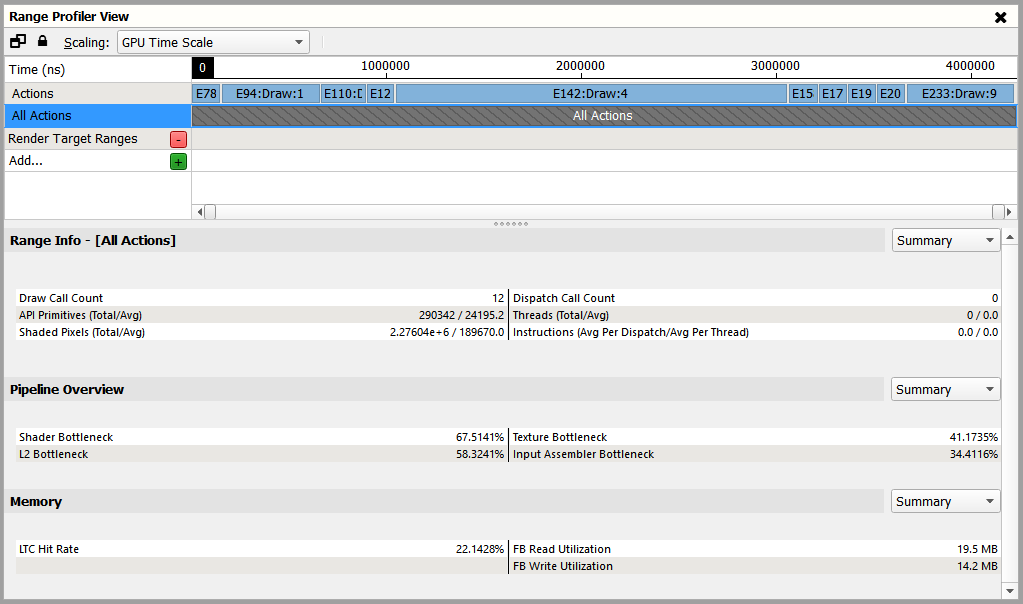 Range Profiler View
Scaling: GPU Time Scale
Time (ns) 0 1000000 2000000 3000000 4000000
Actions E78 E94:Draw:1 E110:D E12 E142:Draw:4 E15 E17 E19 E20 E233:Draw:9
All Actions All Actions
Render Target Ranges -
Add... +
Range Info - [All Actions] Summary
Draw Call Count 12 Dispatch Call Count 0
API Primitives (Total/Avg) 290342 / 24195.2 Threads (Total/Avg) 0 / 0.0
Shaded Pixels (Total/Avg) 2.27604e+6 / 189670.0 Instructions (Avg Per Dispatch/Avg Per Thread) 0.0 / 0.0
Pipeline Overview Summary
Shader Bottleneck 67.5141% Texture Bottleneck 41.1735%
L2 Bottleneck 58.3241% Input Assembler Bottleneck 34.4116%
Memory Summary
LTC Hit Rate 22.1428% FB Read Utilization 19.5 MB
FB Write Utilization 14.2 MB